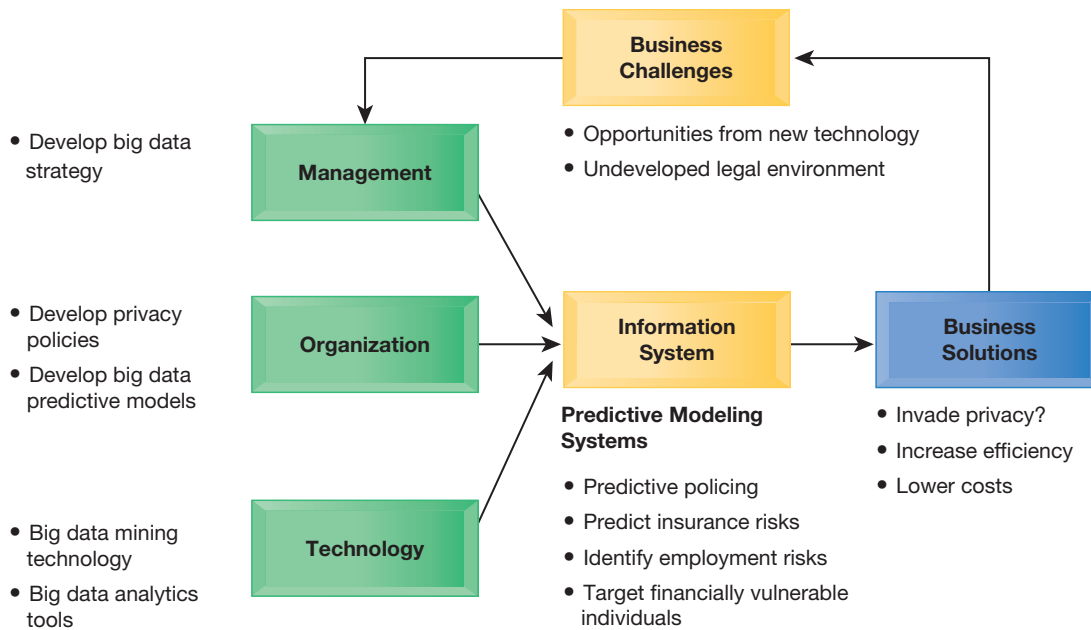 Business
Challenges
• Opportunities from new technology
• Undeveloped legal environment
• Develop big data
strategy
Management
• Develop privacy
policies
• Develop big data
predictive models
Organization
• Big data mining
technology
• Big data analytics
tools
Technology
Information
System
Predictive Modeling
Systems
• Predictive policing
• Predict insurance risks
• Identify employment risks
• Target financially vulnerable
individuals
Business
Solutions
• Invade privacy?
• Increase efficiency
• Lower costs